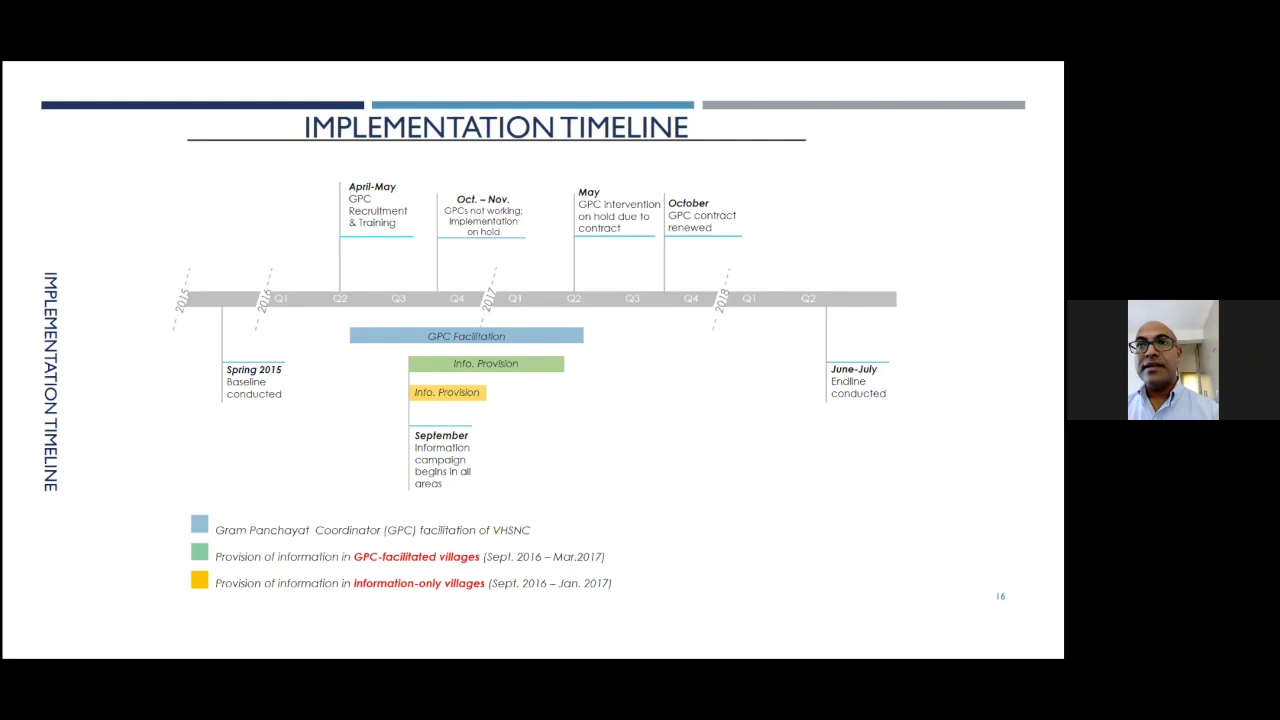 IMPLEMENTATION TIMELINE
IMPLEMENTATION TIMELINE
April-May
GPC
Recruitment
& Training
Oct. – Nov.
GPCs not working;
Implementation
on hold
May
GPC Intervention
on hold due to
contract
October
GPC contract
renewed
2015
2016
Q1
Q2
Q3
Q4
2017
Q1
Q2
Q3
Q4
2018
Q1
Q2
GPC Facilitation
Info. Provision
Info. Provision
Spring 2015
Baseline
conducted
September
Information
campaign
begins in all
areas
June-July
Endline
conducted
Gram Panchayat Coordinator (GPC) facilitation of VHSNC
Provision of information in GPC-facilitated villages (Sept. 2016 – Mar.2017)
Provision of information in information-only villages (Sept. 2016 – Jan. 2017)
16